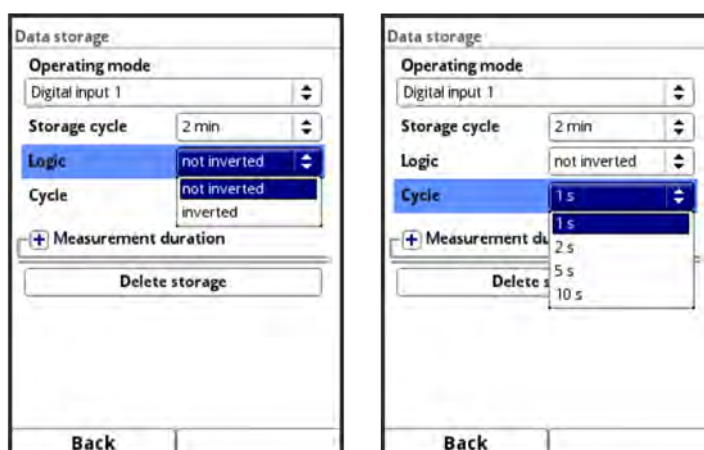 Data storage
Operating mode
Digital input 1
Storage cycle 2 min
Logic not inverted
not inverted
Cycle
inverted
+ Measurement duration
Delete storage
Back
Data storage
Operating mode
Digital input 1
Storage cycle 2 min
Logic not inverted
Cycle 1 s
1 s
+ Measurement du
2 s
5 s
Delete s
10 s
Back